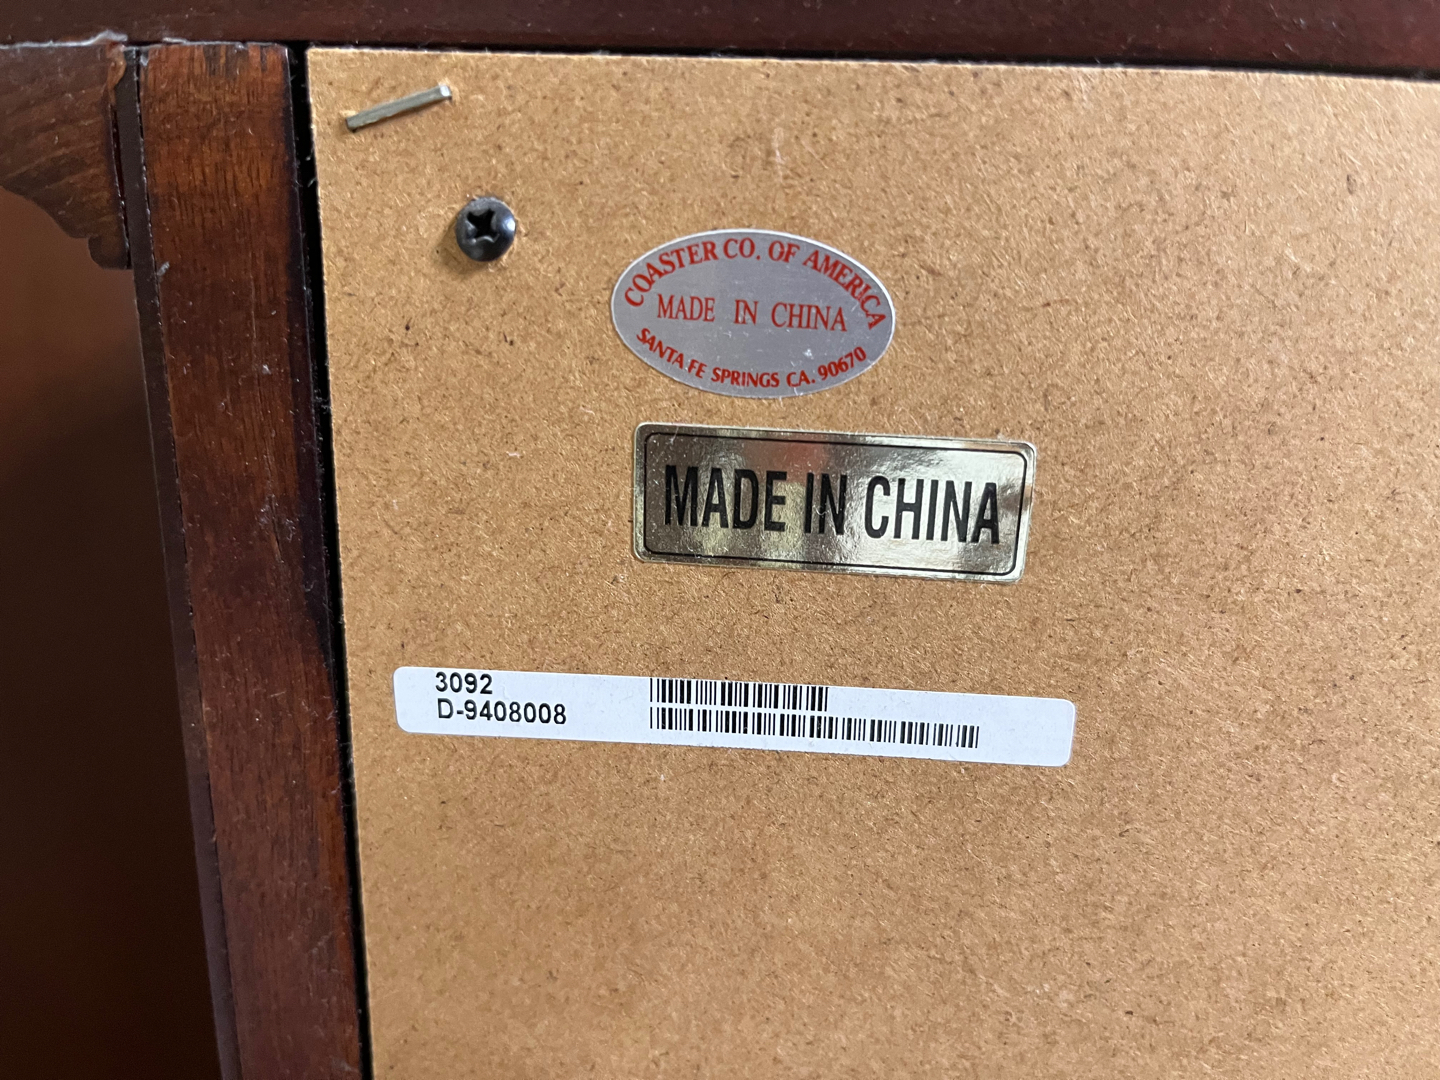 COASTER CO. OF AMERICA
MADE IN CHINA
SANTA FE SPRINGS CA. 90670
MADE IN CHINA
3092
D-9408008